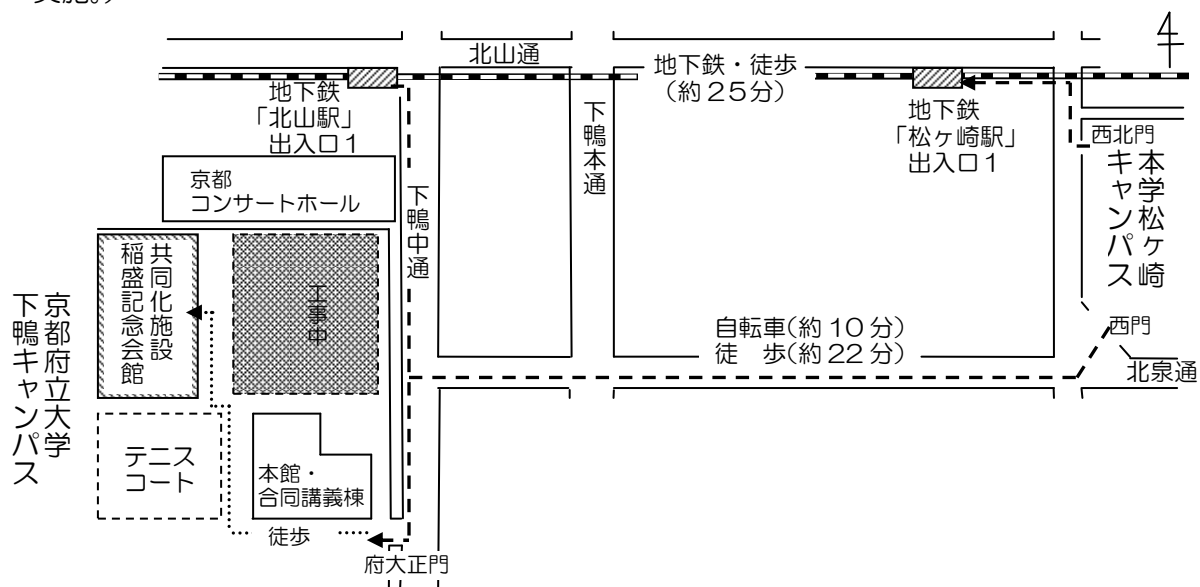 北山通
地下鉄・徒歩
（約２５分）
地下鉄
「北山駅」
出入口１
下鴨本通
地下鉄
「松ヶ崎駅」
出入口１
西北門
本学松ヶ崎
キャンパス
京都
コンサートホール
下鴨中通
共同化施設
稲盛記念会館
工事中
京都府立大学
下鴨キャンパス
自転車（約１０分）
徒　歩（約２２分）
西門
北泉通
テニス
コート
本館・
合同講義棟
徒歩
府大正門